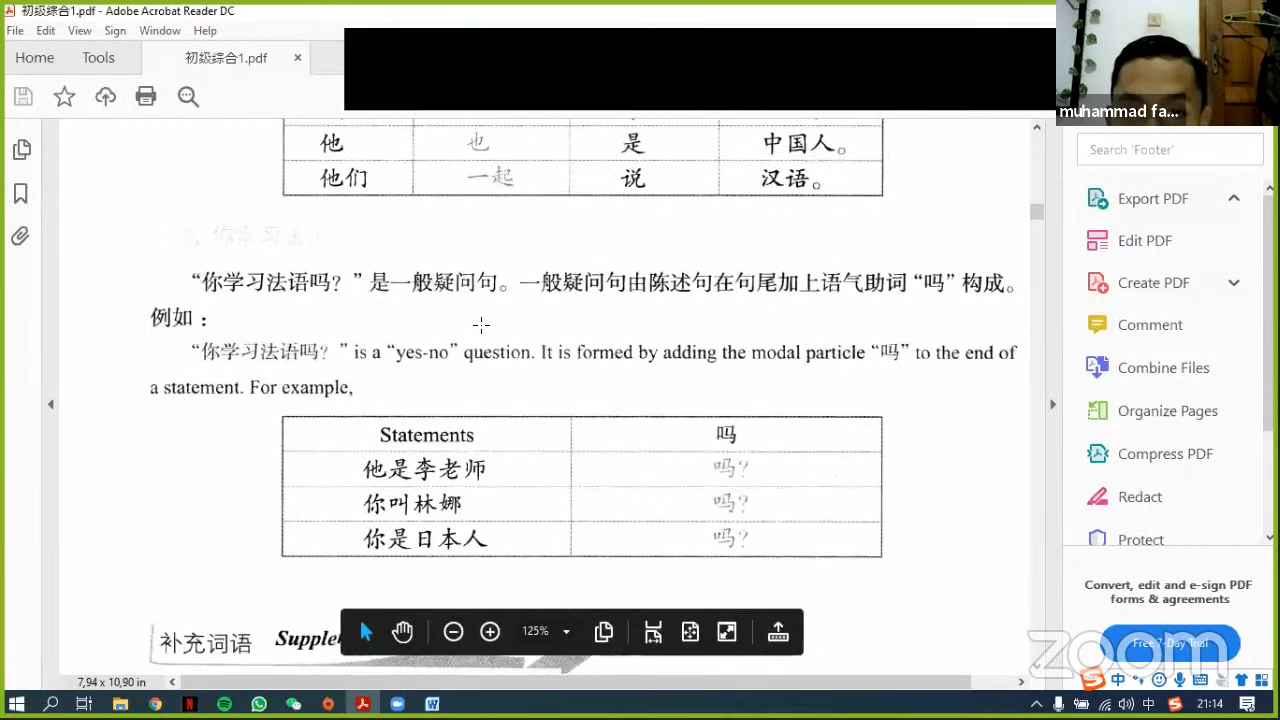 初级综合1.pdf - Adobe Acrobat Reader DC
File Edit View Sign Window Help
Home Tools 初级综合1.pdf ×
muhammad fa...
Search 'Footer'
他 也 是 中国人。
他们 一起 说 汉语。
“你学习法语吗？”是一般疑问句。一般疑问句由陈述句在句尾加上语气助词“吗”构成。
例如：
“你学习法语吗？” is a “yes-no” question. It is formed by adding the modal particle “吗” to the end of
a statement. For example,
Statements 吗
他是李老师 吗？
你叫林娜 吗？
你是日本人 吗？
补充词语 Supplem
125%
7,94 x 10,90 in
Export PDF
Edit PDF
Create PDF
Comment
Combine Files
Organize Pages
Compress PDF
Redact
Protect
Convert, edit and e-sign PDF
forms & agreements
Free 7-Day Trial
zoom
中
中 21:14